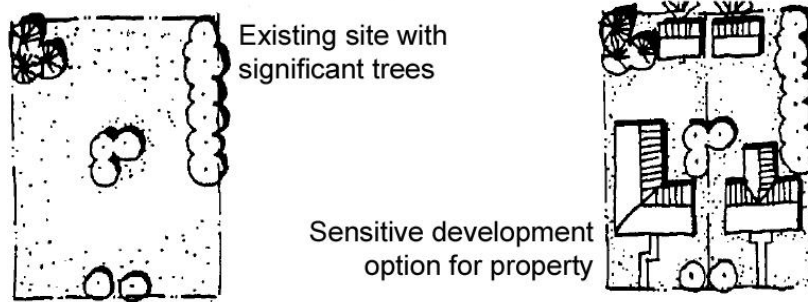 Existing site with
significant trees
Sensitive development
option for property